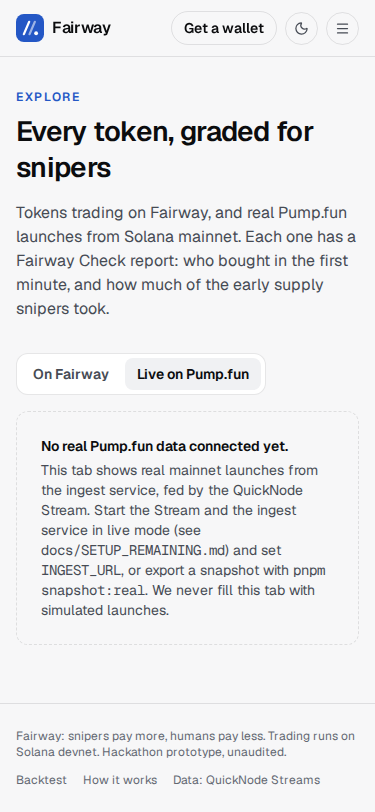 Fairway
Get a wallet
EXPLORE
Every token, graded for
snipers
Tokens trading on Fairway, and real Pump.fun
launches from Solana mainnet. Each one has a
Fairway Check report: who bought in the first
minute, and how much of the early supply
snipers took.
On Fairway
Live on Pump.fun
No real Pump.fun data connected yet.
This tab shows real mainnet launches from
the ingest service, fed by the QuickNode
Stream. Start the Stream and the ingest
service in live mode (see
docs/SETUP_REMAINING.md) and set
INGEST_URL, or export a snapshot with pnpm
snapshot:real. We never fill this tab with
simulated launches.
Fairway: snipers pay more, humans pay less. Trading runs on
Solana devnet. Hackathon prototype, unaudited.
Backtest
How it works
Data: QuickNode Streams